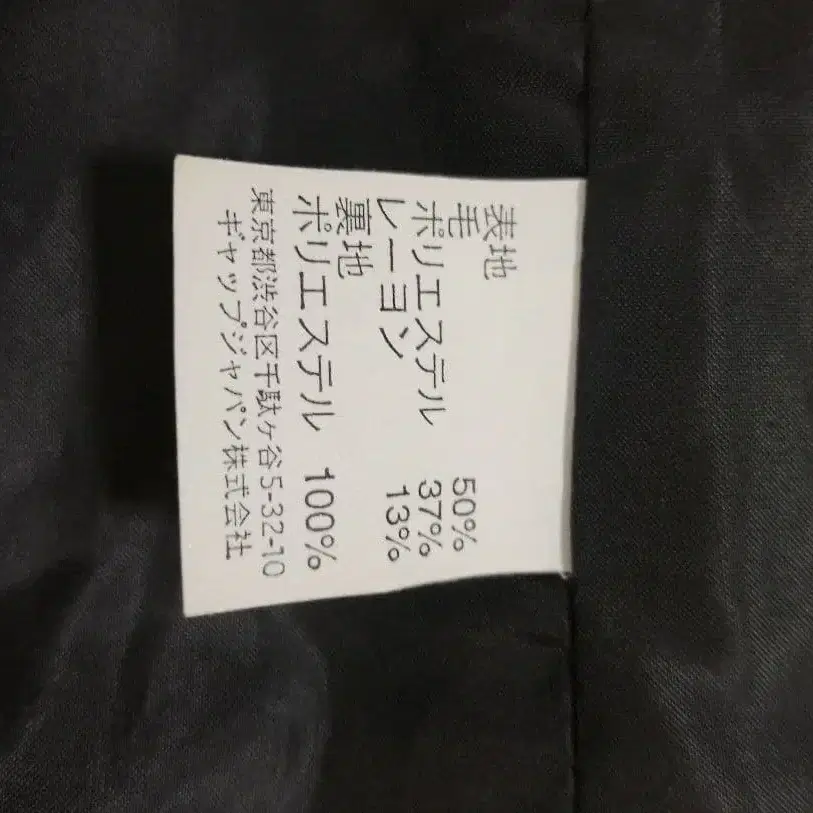 表地
毛 50%
ポリエステル 37%
レーヨン 13%
裏地
ポリエステル 100%
東京都渋谷区千駄ヶ谷5-32-10
ギャップジャパン株式会社